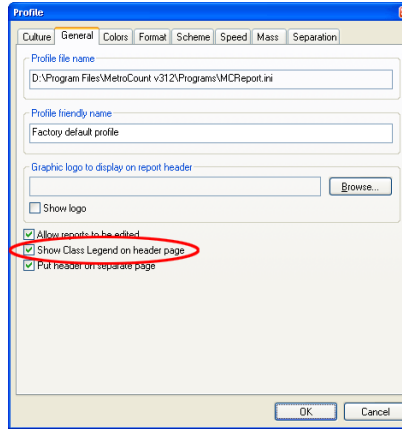 Profile
Culture General Colors Format Scheme Speed Mass Separation
Profile file name
D:\Program Files\MetroCount v312\Programs\MCReport.ini
Profile friendly name
Factory default profile
Graphic logo to display on report header
Browse...
Show logo
Allow reports to be edited
Show Class Legend on header page
Put header on separate page
OK Cancel